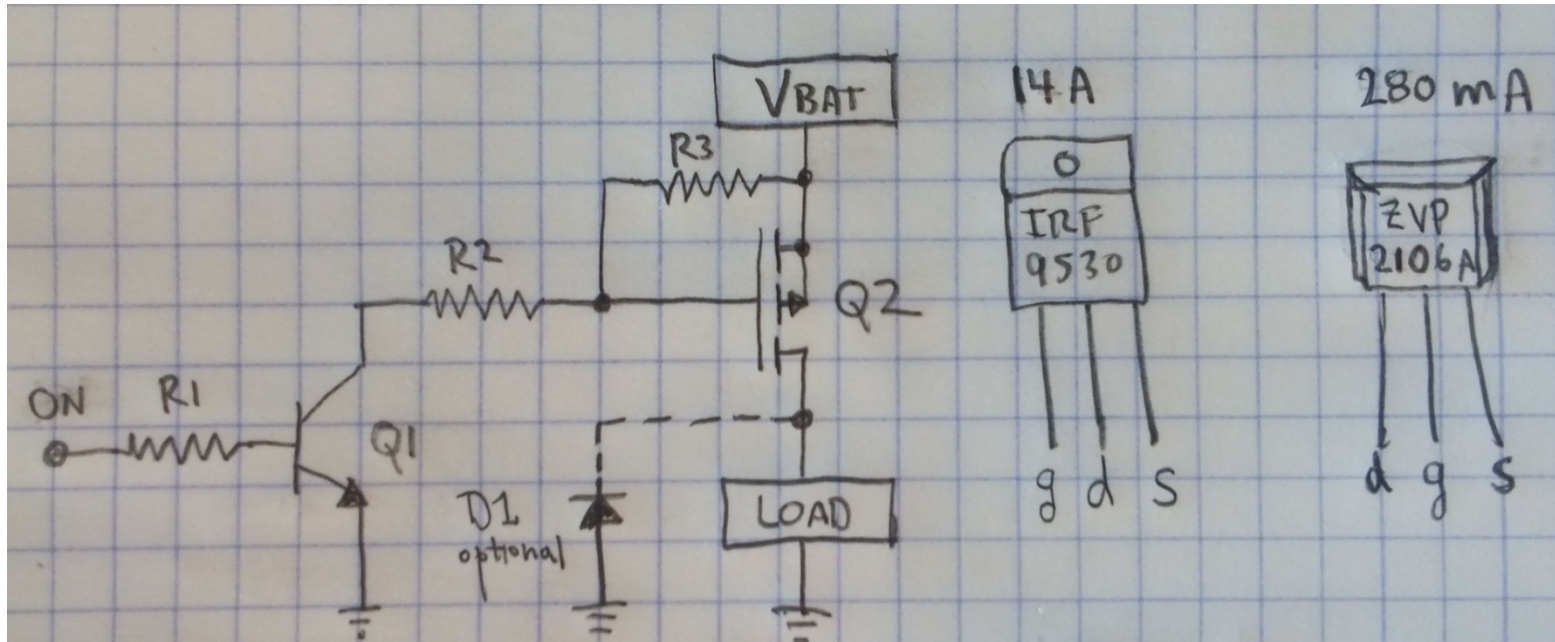 VBAT
R3
R2
Q2
ON
R1
Q1
D1
optional
LOAD
14A
O
IRF
9530
g d s
280 mA
ZVP
2106A
d g s